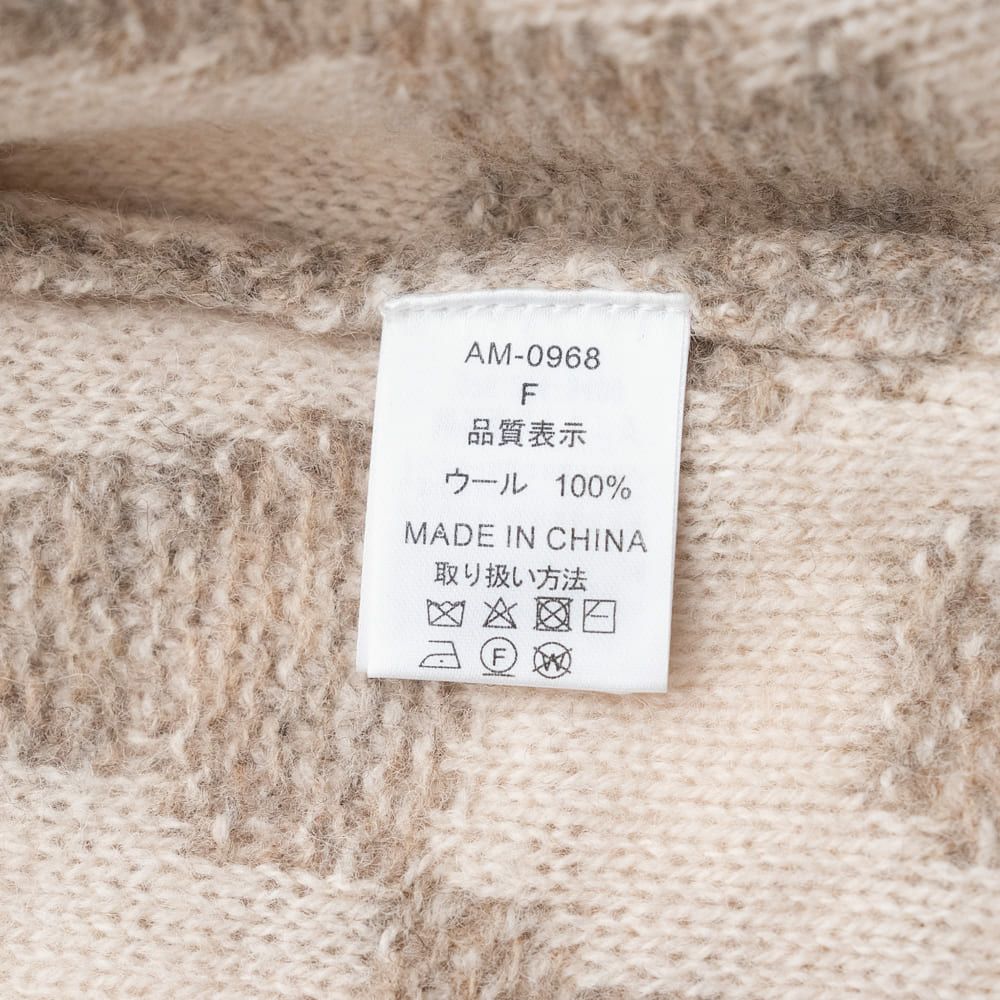 AM-0968
F
品質表示
ウール 100%
MADE IN CHINA
取り扱い方法
F
W